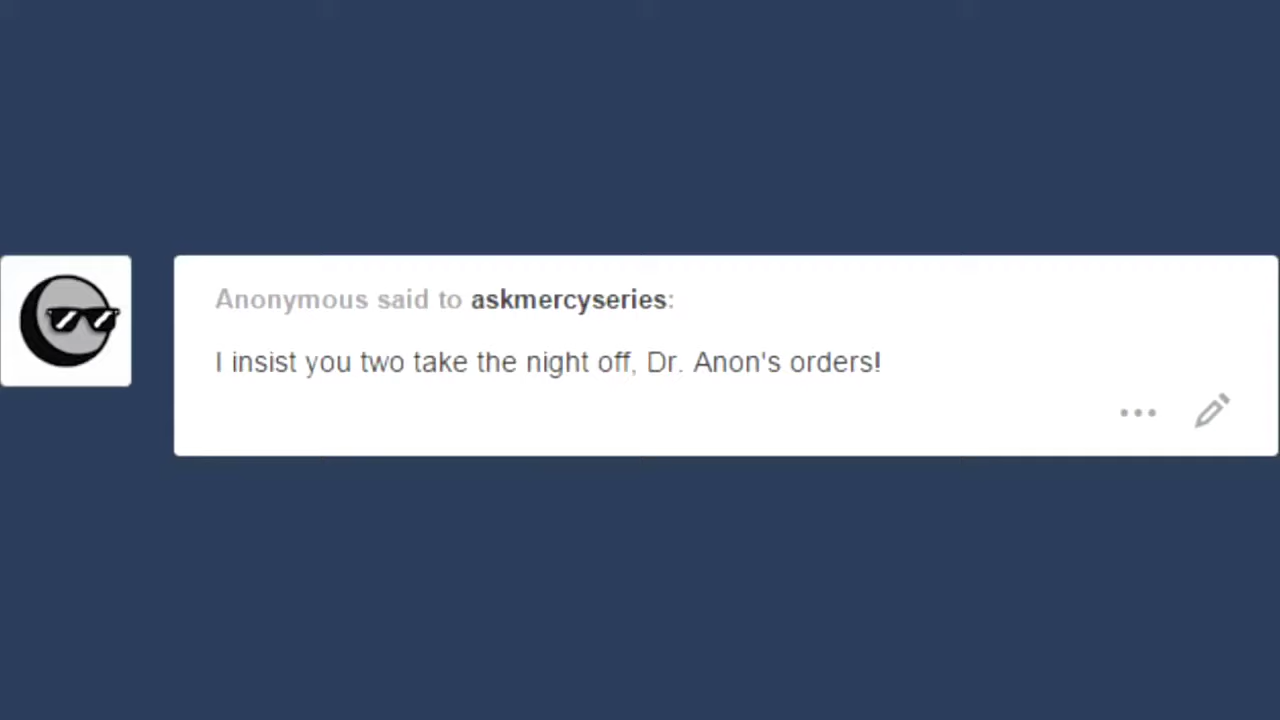 Anonymous said to askmercyseries:
I insist you two take the night off, Dr. Anon's orders!